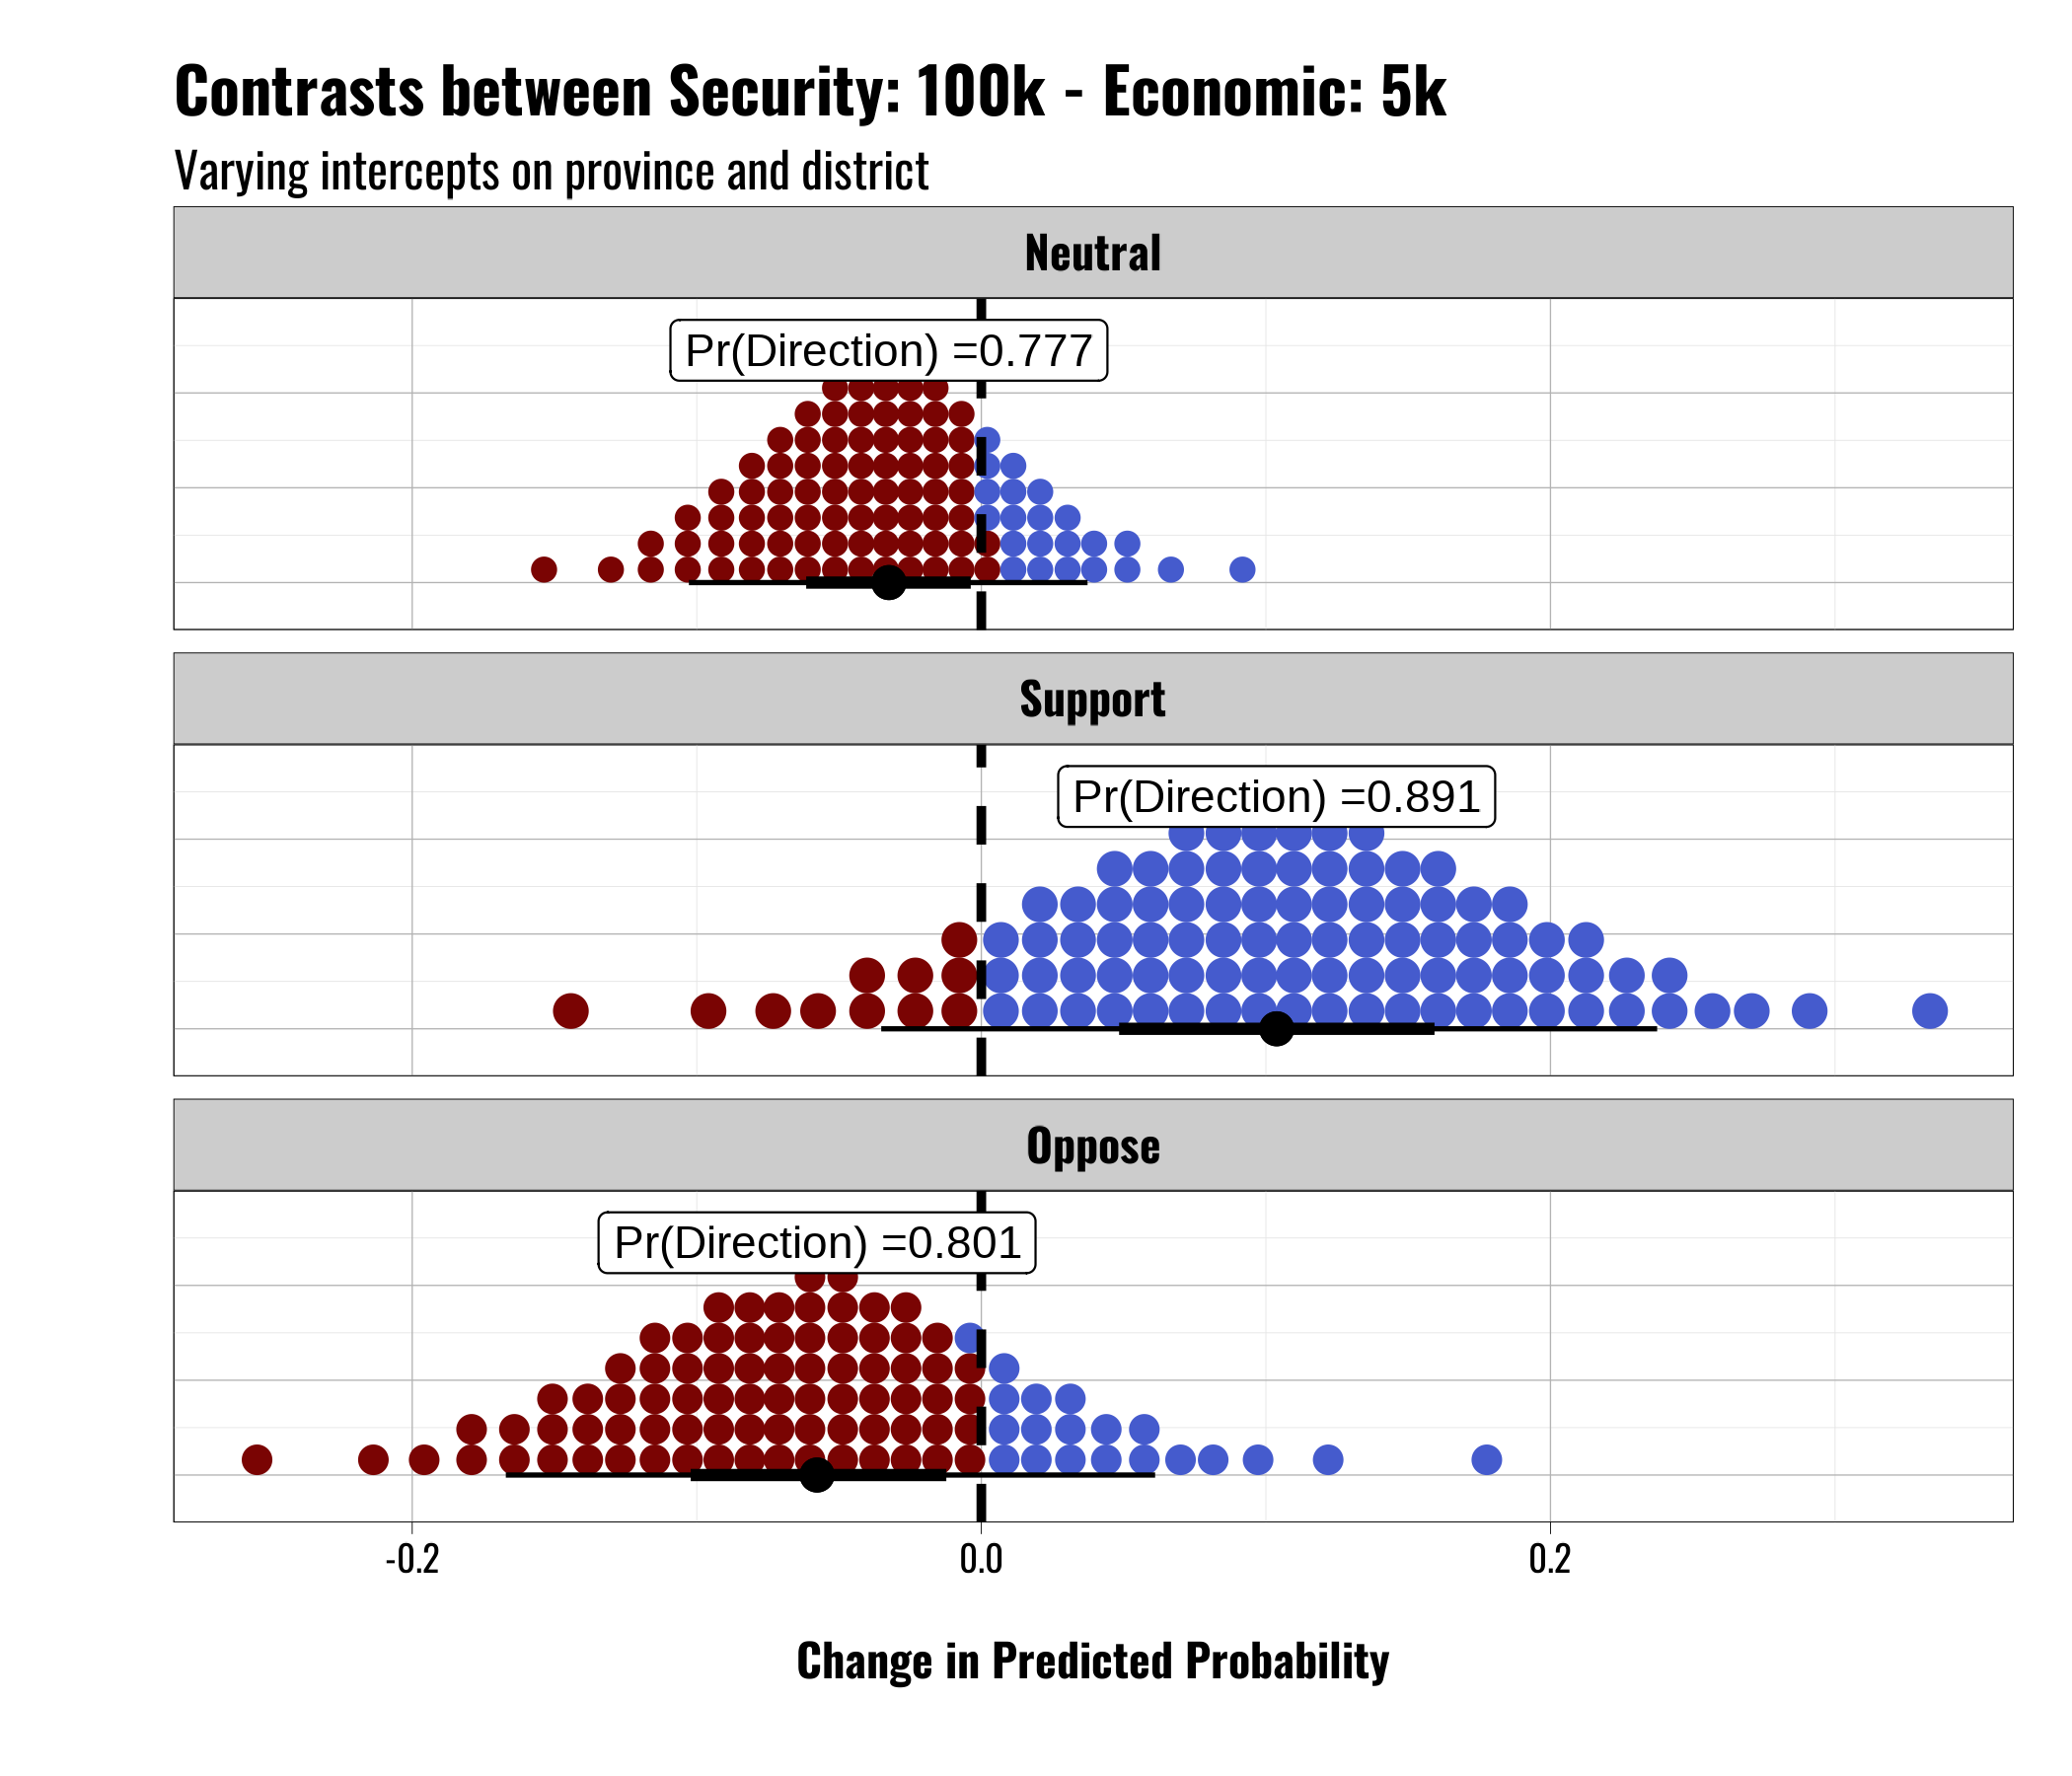 Contrasts between Security: 100k - Economic: 5k
Varying intercepts on province and district
Neutral
Pr(Direction) =0.777
Support
Pr(Direction) =0.891
Oppose
Pr(Direction) =0.801
-0.2 0.0 0.2
Change in Predicted Probability